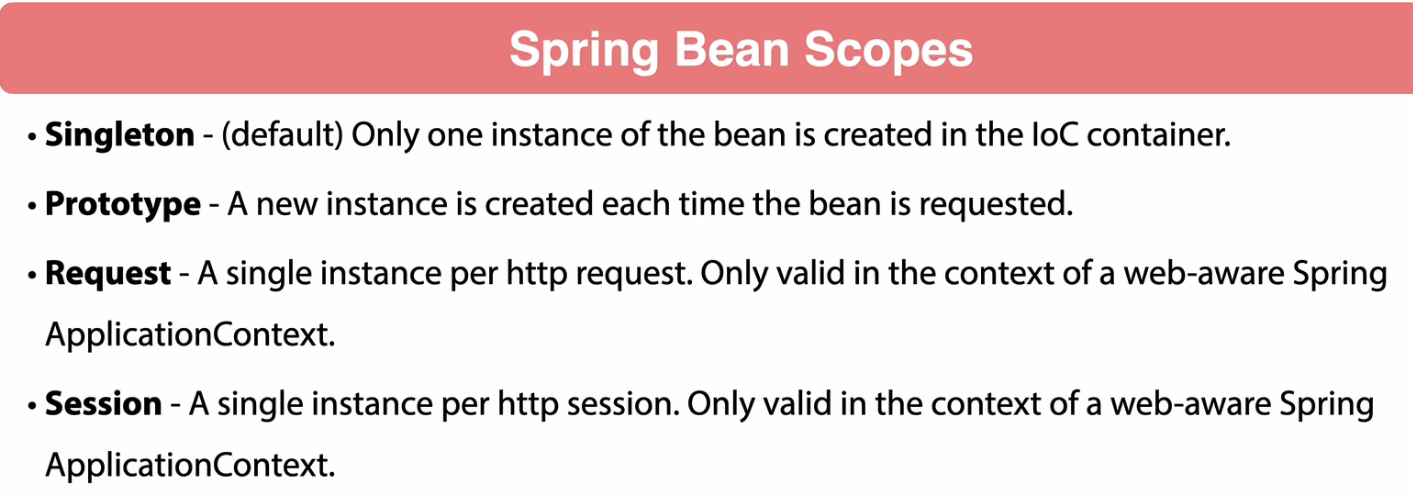 Spring Bean Scopes
• Singleton - (default) Only one instance of the bean is created in the IoC container.
• Prototype - A new instance is created each time the bean is requested.
• Request - A single instance per http request. Only valid in the context of a web-aware Spring
ApplicationContext.
• Session - A single instance per http session. Only valid in the context of a web-aware Spring
ApplicationContext.